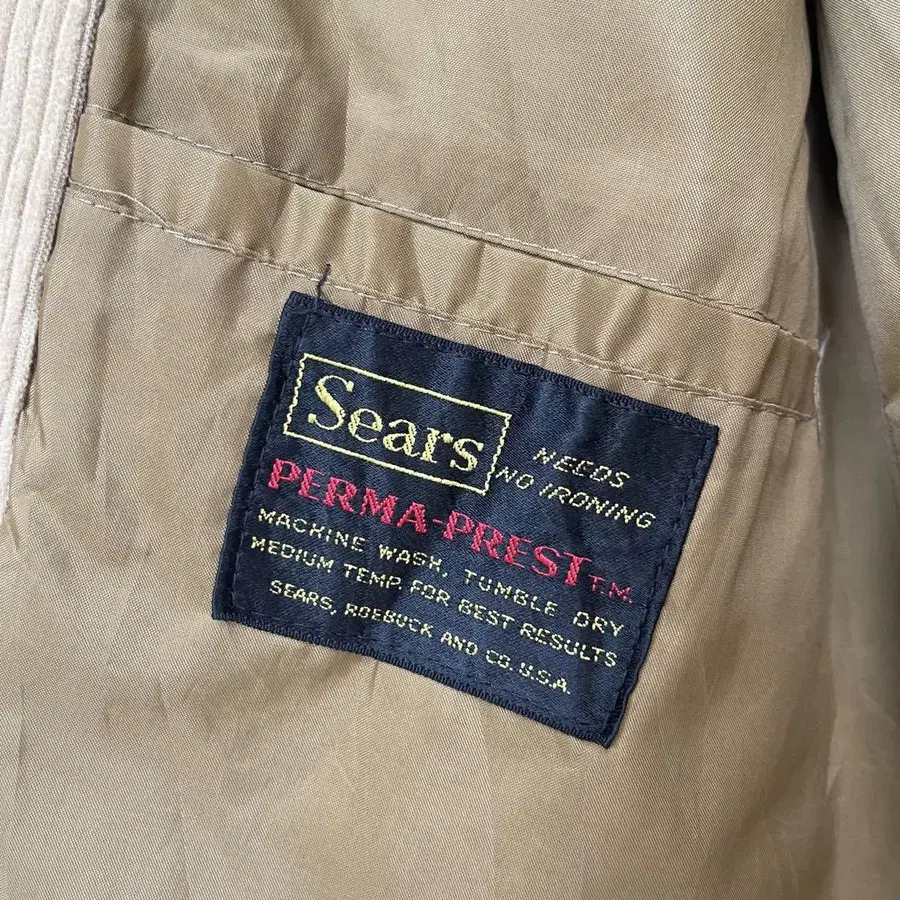 Sears
NEEDS
NO IRONING
PERMA-PREST T.M.
MACHINE WASH, TUMBLE DRY
MEDIUM TEMP FOR BEST RESULTS
SEARS, ROEBUCK AND CO. U.S.A.